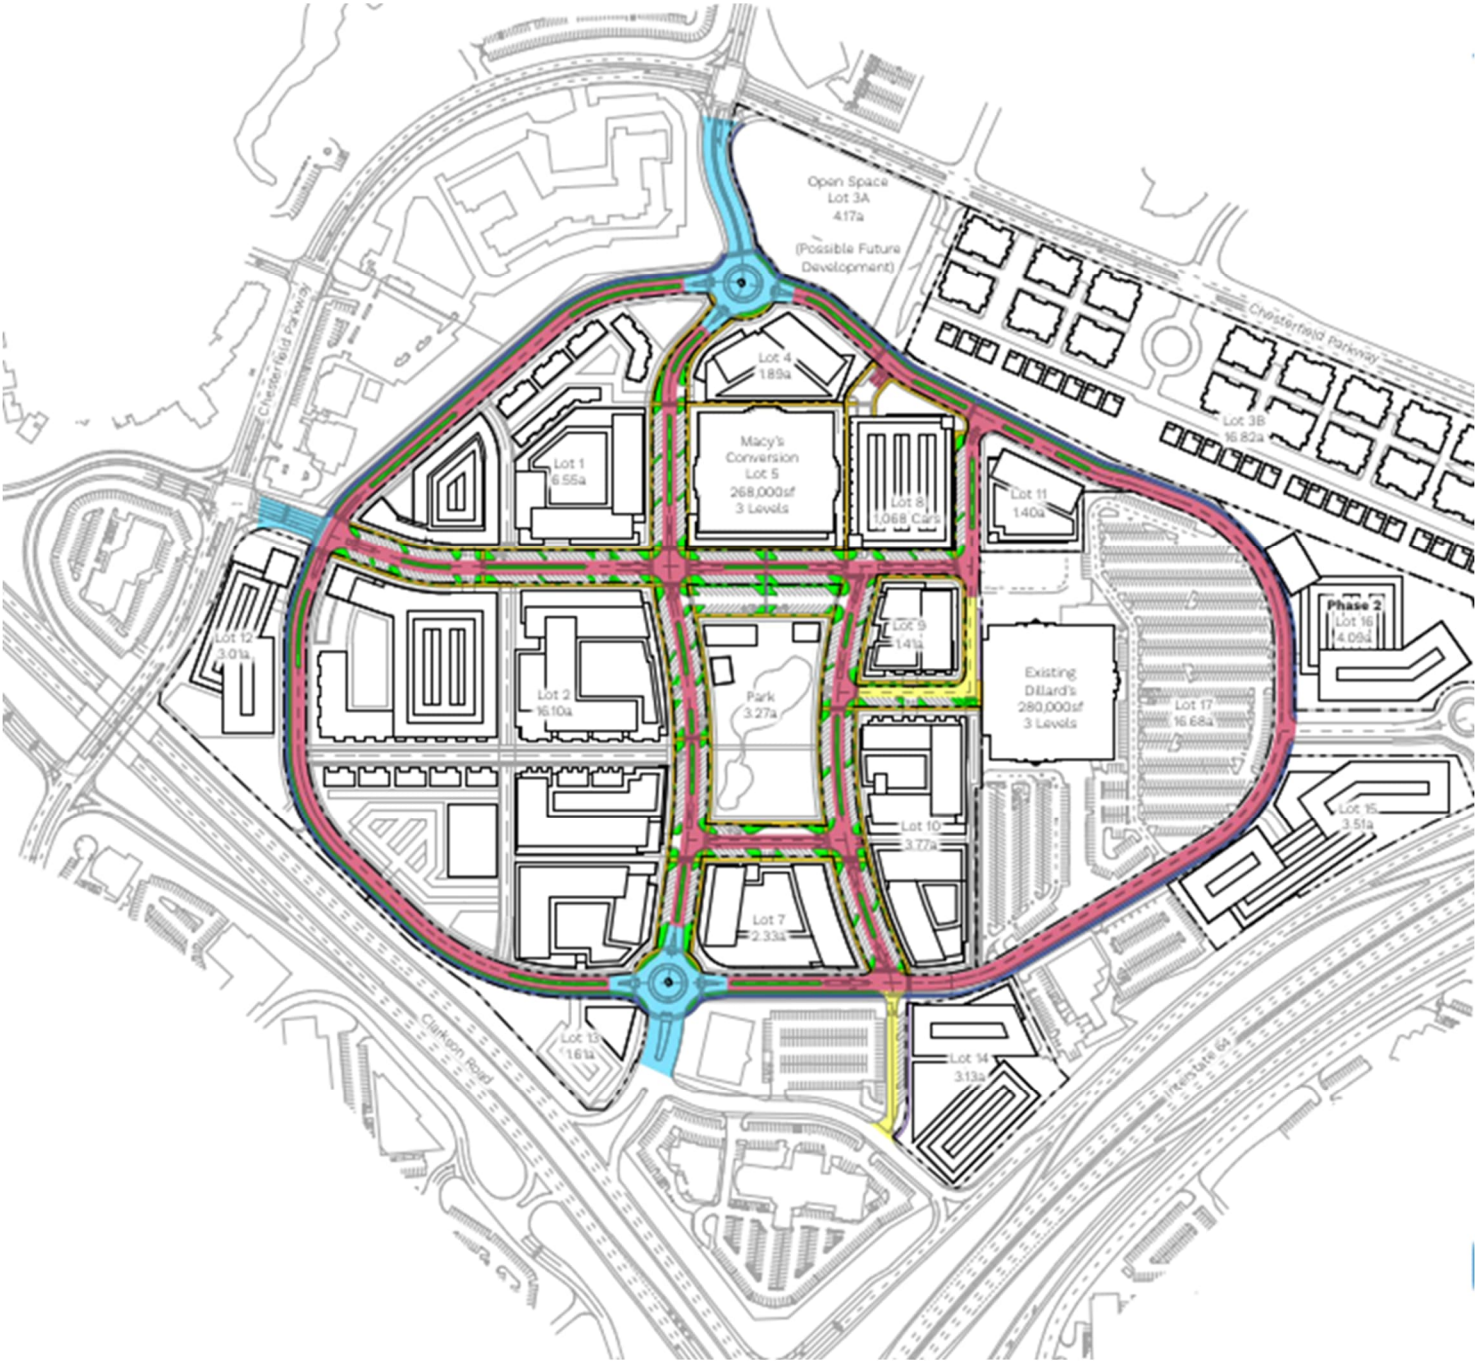 Open Space
Lot 3A
4.17a
(Possible Future
Development)
Chesterfield Parkway
Chesterfield Parkway
Lot 4
1.89a
Macy's
Conversion
Lot 5
268,000sf
3 Levels
Lot 3B
16.82a
Lot 1
6.55a
Lot 8
1,068 Cars
Lot 11
1.40a
Lot 12
3.01a
Lot 9
1.41a
Phase 2
Lot 16
4.09a
Lot 2
16.10a
Park
3.27a
Existing
Dillard's
280,000sf
3 Levels
Lot 17
16.68a
Lot 10
3.77a
Lot 15
3.51a
Lot 7
2.33a
Lot 13
1.61a
Clarkson Road
Lot 14
3.13a
Interstate 64